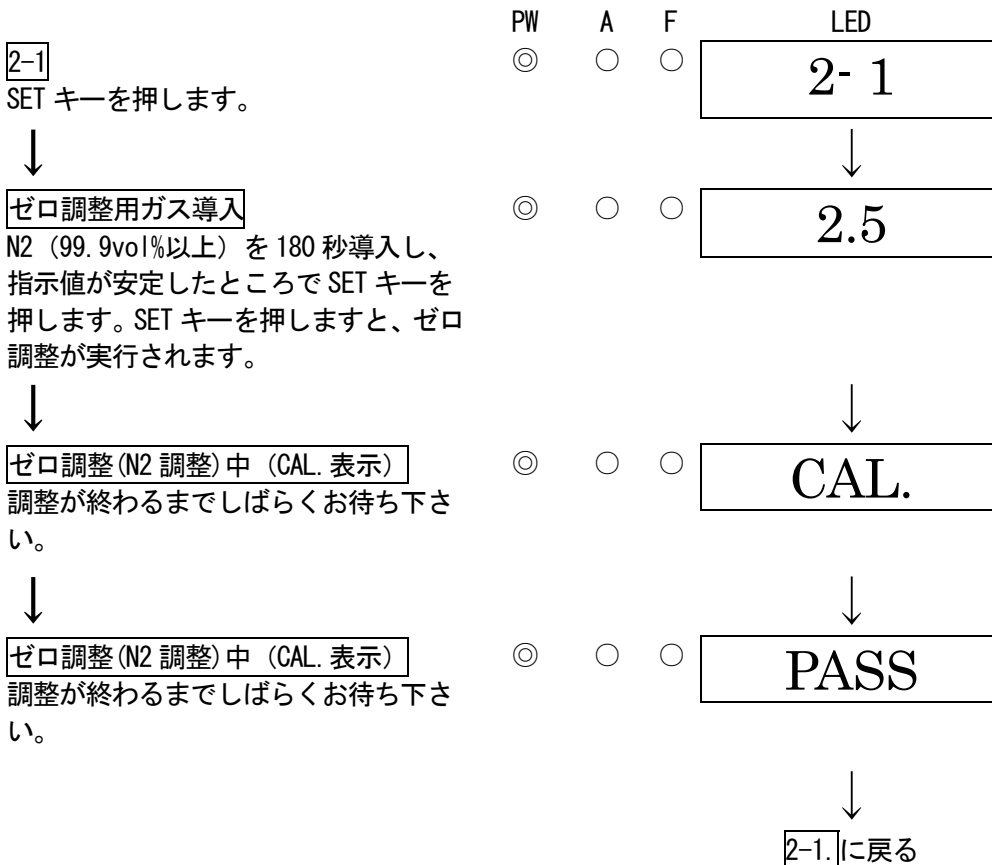 PW A F LED
2-1 ◎ ○ ○ 2- 1
SET キーを押します。
↓ ↓
ゼロ調整用ガス導入 ◎ ○ ○ 2.5
N2（99.9vol%以上）を 180 秒導入し、
指示値が安定したところで SET キーを
押します。SET キーを押しますと、ゼロ
調整が実行されます。
↓ ↓
ゼロ調整(N2 調整)中（CAL.表示） ◎ ○ ○ CAL.
調整が終わるまでしばらくお待ち下さ
い。
↓ ↓
ゼロ調整(N2 調整)中（CAL.表示） ◎ ○ ○ PASS
調整が終わるまでしばらくお待ち下さ
い。
↓
2-1.に戻る